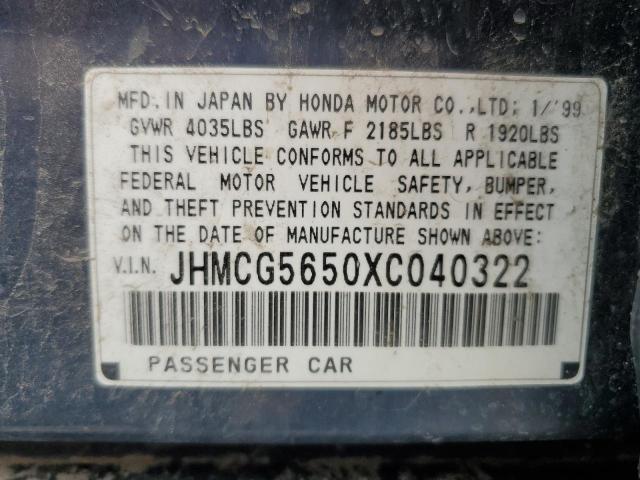 MFD. IN JAPAN BY HONDA MOTOR CO., LTD; 1/'99
GVWR 4035LBS GAWR F 2185LBS R 1920LBS
THIS VEHICLE CONFORMS TO ALL APPLICABLE
FEDERAL MOTOR VEHICLE SAFETY, BUMPER,
AND THEFT PREVENTION STANDARDS IN EFFECT
ON THE DATE OF MANUFACTURE SHOWN ABOVE:
V.I.N. JHMCG5650XC040322
PASSENGER CAR